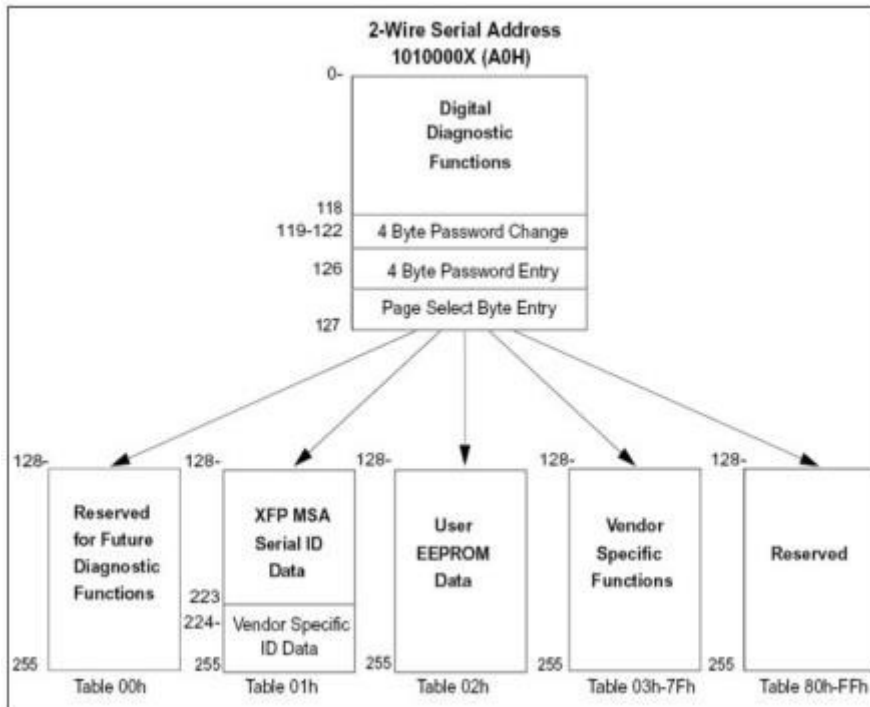 2-Wire Serial Address
1010000X (A0H)
0-
Digital
Diagnostic
Functions
118
119-122
4 Byte Password Change
126
4 Byte Password Entry
Page Select Byte Entry
127
128-
Reserved
for Future
Diagnostic
Functions
255
Table 00h
128-
XFP MSA
Serial ID
Data
223
224-
Vendor Specific
ID Data
255
Table 01h
128-
User
EEPROM
Data
255
Table 02h
128-
Vendor
Specific
Functions
255
Table 03h-7Fh
128-
Reserved
255
Table 80h-FFh